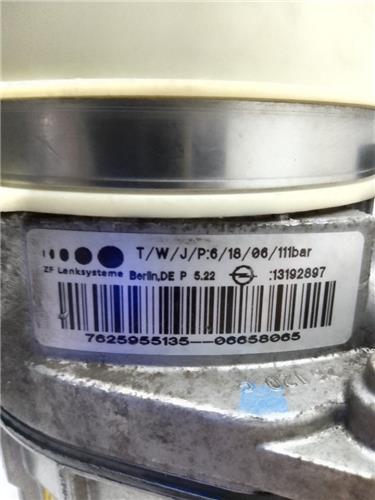 T/W/J/P:6/18/06/111bar
ZF Lenksysteme Berlin,DE P 5.22 :13192897
7625955135--06658065